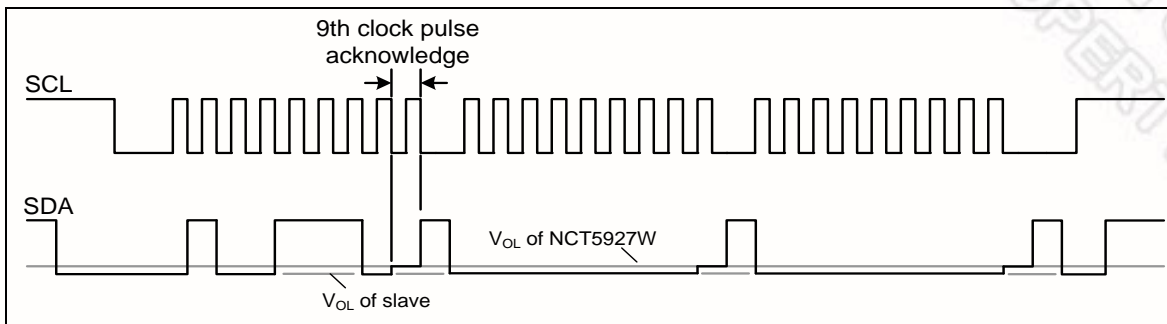 9th clock pulse
acknowledge
SCL
SDA
VOL of NCT5927W
VOL of slave